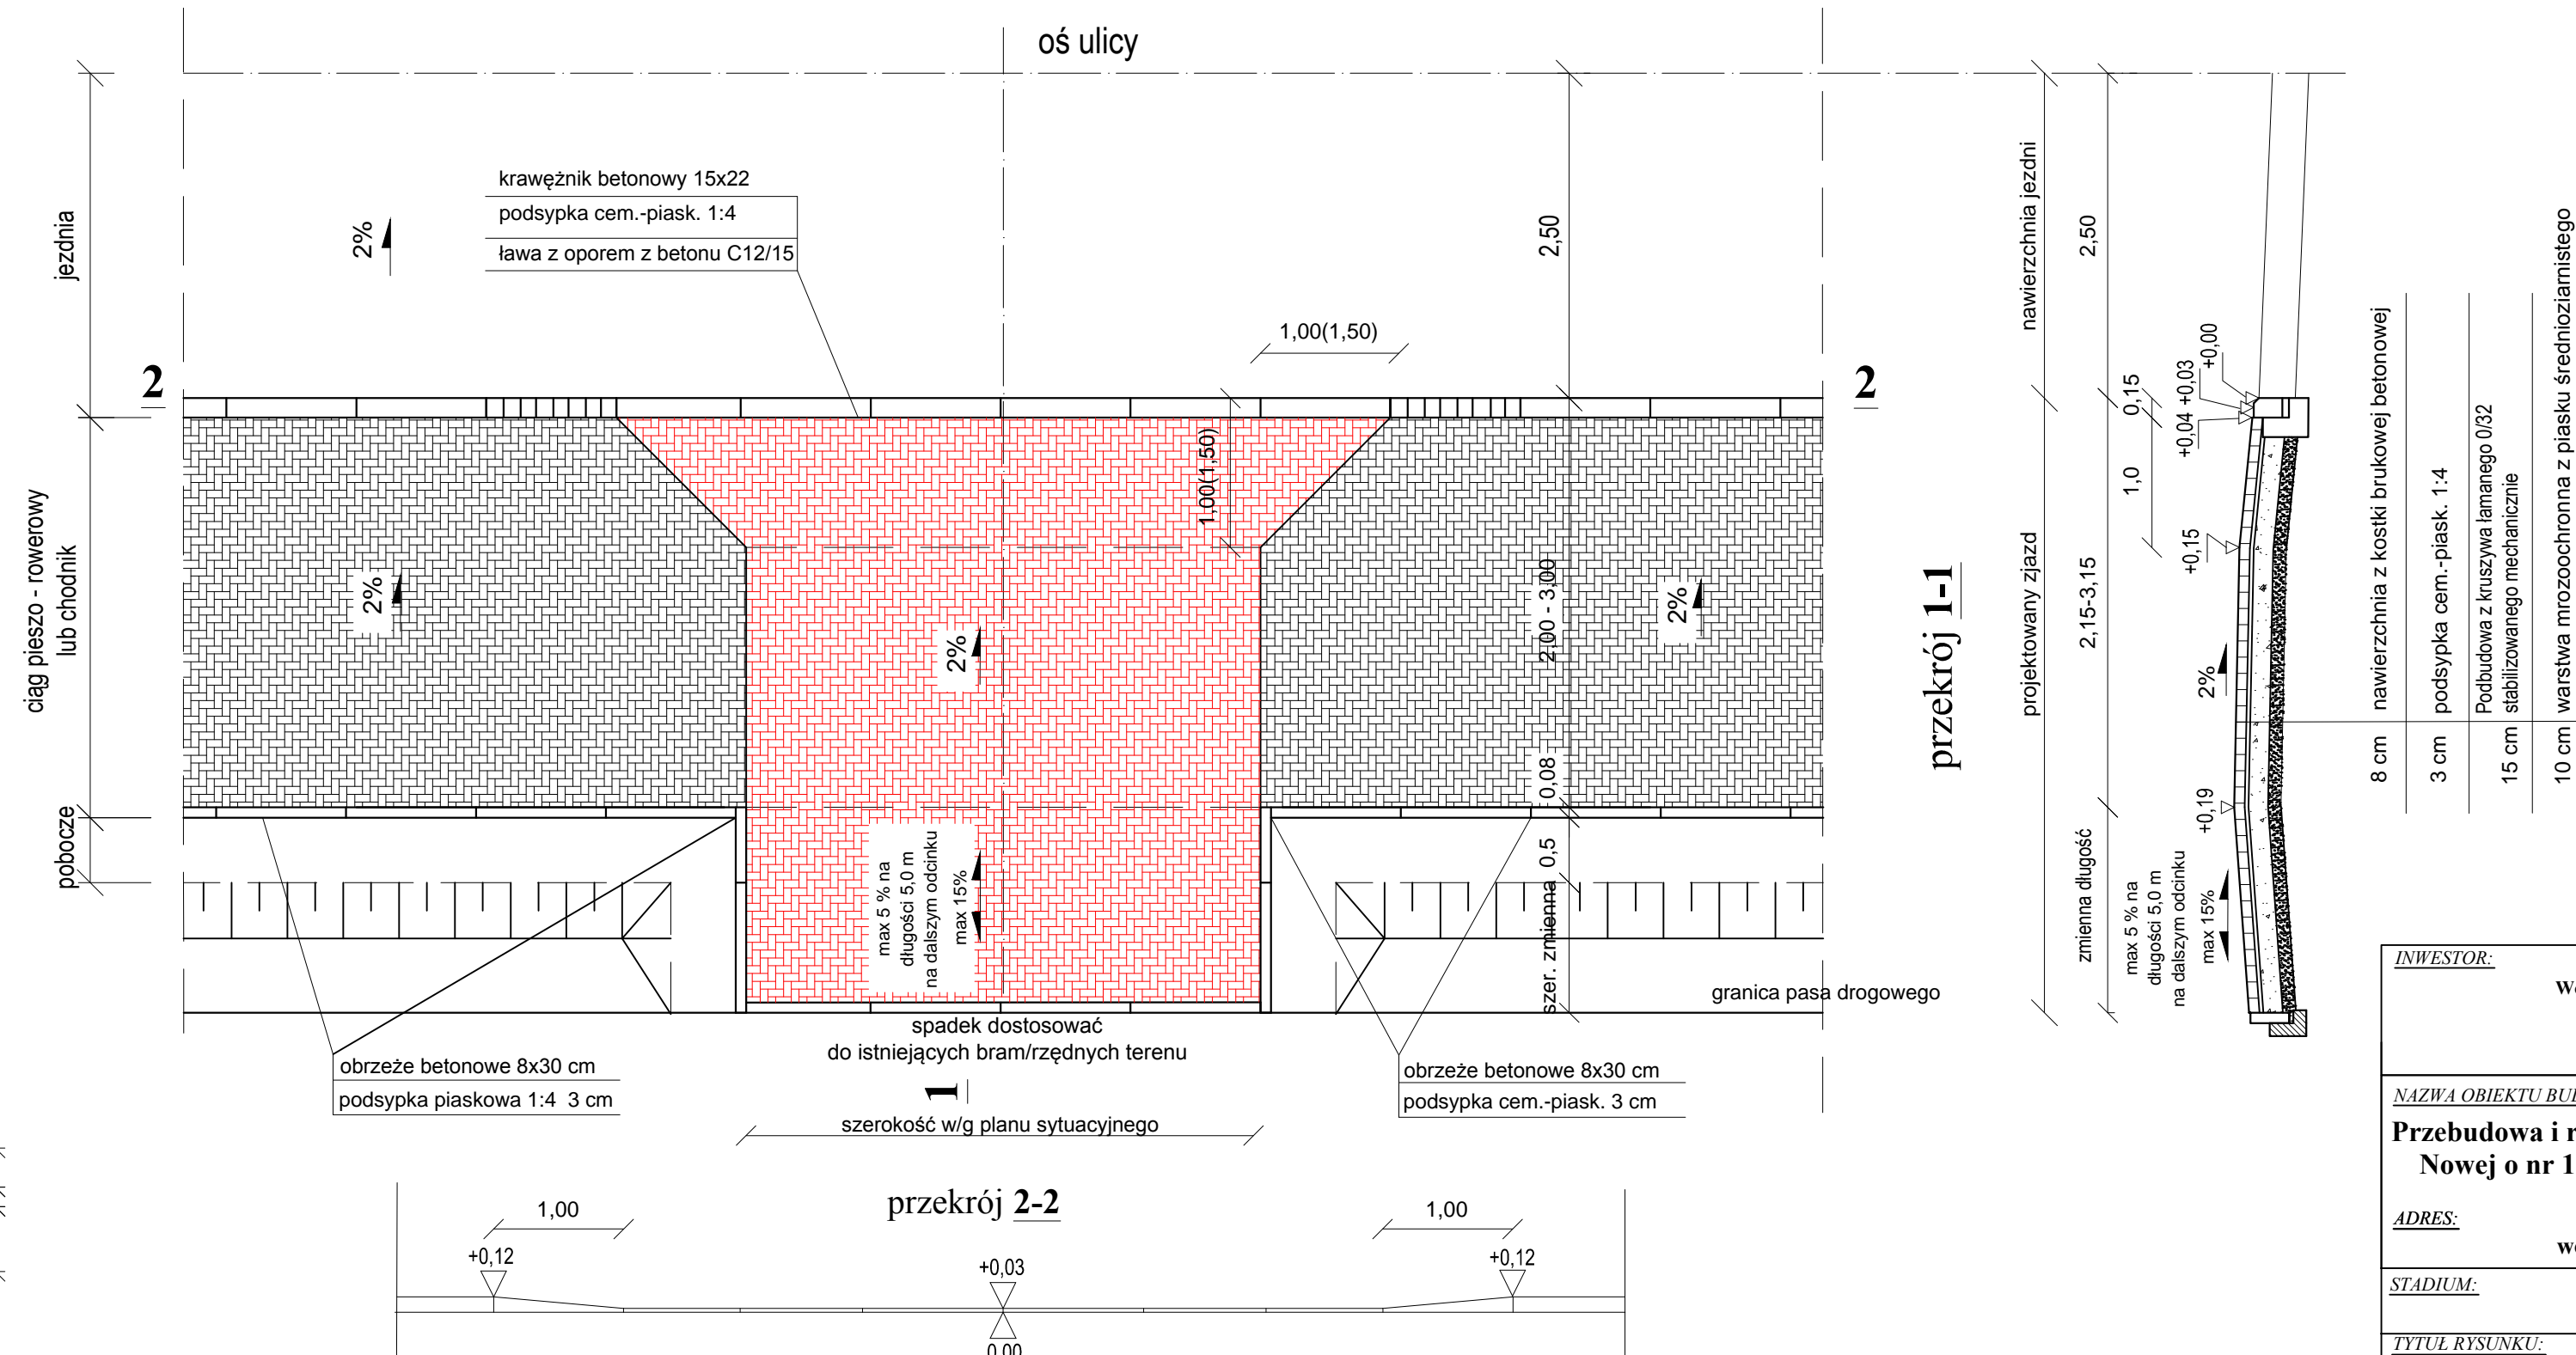 oś ulicy
jezdnia
2%
krawężnik betonowy 15x22
podsypka cem.-piask. 1:4
ława z oporem z betonu C12/15
2,50
1,00(1,50)
2
2
1,00(1,50)
ciąg pieszo - rowerowy
lub chodnik
2%
2%
2%
2.00 - 3,00
0,08
pobocze
max 5 % na
długości 5,0 m
na dalszym odcinku
max 15%
0,5
szer. zmienna
granica pasa drogowego
spadek dostosować
do istniejących bram/rzędnych terenu
obrzeże betonowe 8x30 cm
podsypka piaskowa 1:4 3 cm
obrzeże betonowe 8x30 cm
podsypka cem.-piask. 3 cm
1
szerokość w/g planu sytuacyjnego
przekrój 2-2
1,00
1,00
+0,12
+0,03
+0,12
0,00
przekrój 1-1
nawierzchnia jezdni
projektowany zjazd
2,50
0,15
1,0
2,15-3,15
zmienna długość
+0,00
+0,03
+0,04
+0,15
2%
+0,19
max 5 % na
długości 5,0 m
na dalszym odcinku
max 15%
8 cm nawierzchnia z kostki brukowej betonowej
3 cm podsypka cem.-piask. 1:4
Podbudowa z kruszywa łamanego 0/32
15 cm stabilizowanego mechanicznie
10 cm warstwa mrozoochronna z piasku średnioziarnistego
INWESTOR:
NAZWA OBIEKTU
Przebudowa i
Nowej o nr 1
ADRES:
STADIUM:
TYTUŁ RYSUNKU: